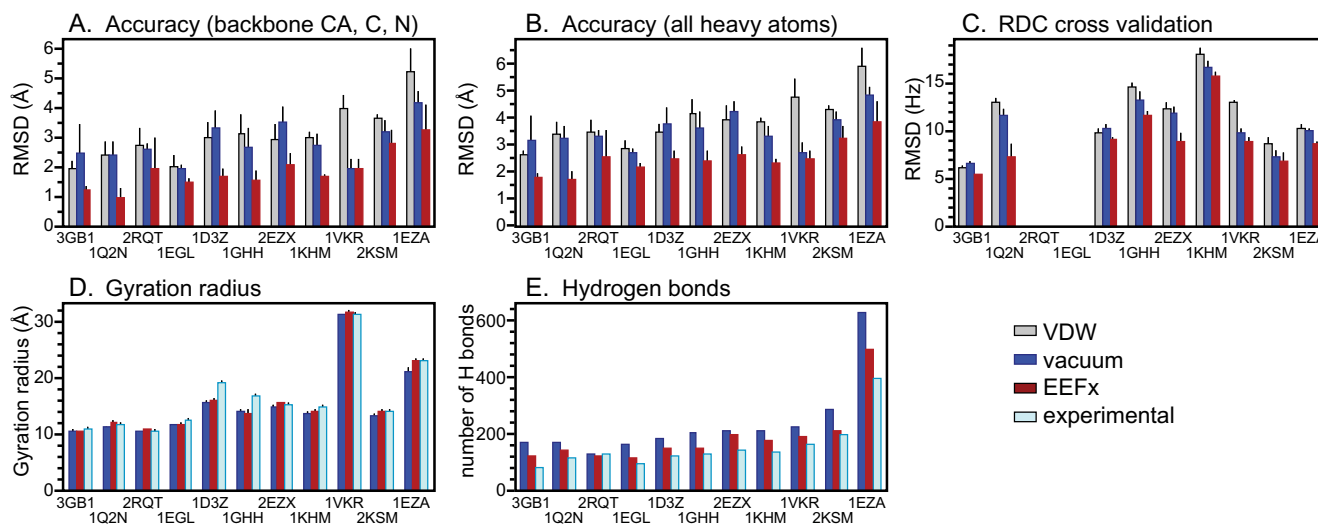 A. Accuracy (backbone CA, C, N)
RMSD (Å)
6
5
4
3
2
1
0
3GB1 2RQT 1D3Z 2EZX 1VKR 1EZA
1Q2N 1EGL 1GHH 1KHM 2KSM
B. Accuracy (all heavy atoms)
RMSD (Å)
6
5
4
3
2
1
0
3GB1 2RQT 1D3Z 2EZX 1VKR 1EZA
1Q2N 1EGL 1GHH 1KHM 2KSM
C. RDC cross validation
RMSD (Hz)
15
10
5
0
3GB1 2RQT 1D3Z 2EZX 1VKR 1EZA
1Q2N 1EGL 1GHH 1KHM 2KSM
D. Gyration radius
Gyration radius (Å)
30
20
10
0
3GB1 2RQT 1D3Z 2EZX 1VKR 1EZA
1Q2N 1EGL 1GHH 1KHM 2KSM
E. Hydrogen bonds
number of H bonds
600
400
200
0
3GB1 2RQT 1D3Z 2EZX 1VKR 1EZA
1Q2N 1EGL 1GHH 1KHM 2KSM
VDW
vacuum
EEFx
experimental